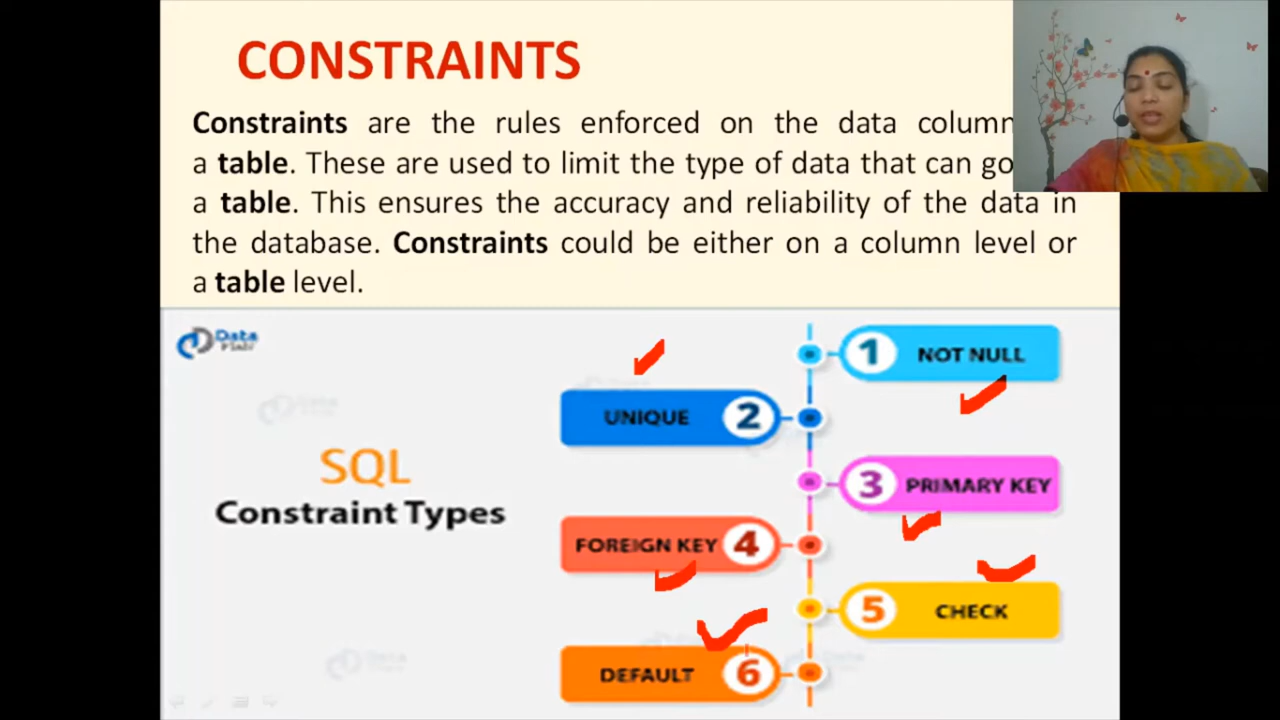 CONSTRAINTS
Constraints are the rules enforced on the data column
a table. These are used to limit the type of data that can go
a table. This ensures the accuracy and reliability of the data in
the database. Constraints could be either on a column level or
a table level.
Data
Flair
1 NOT NULL
UNIQUE 2
SQL
Constraint Types
3 PRIMARY KEY
FOREIGN KEY 4
5 CHECK
DEFAULT 6